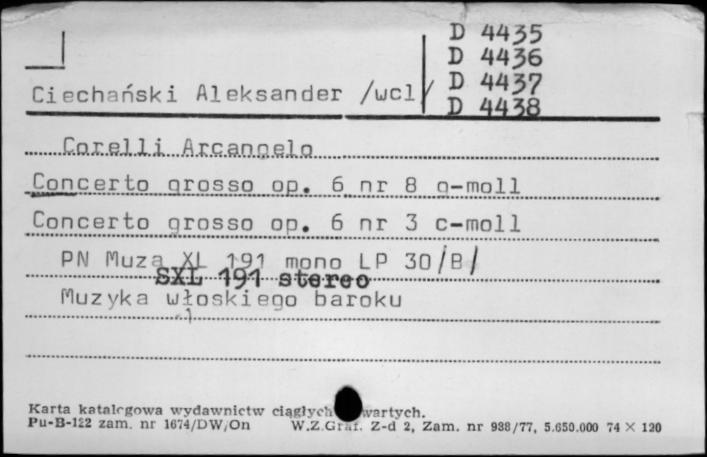 D 4435
D 4436
D 4437
D 4438
Ciechański Aleksander /wcl/
Corelli Arcangelo
Concerto grosso op. 6 nr 8 g-moll
Concerto grosso op. 6 nr 3 c-moll
PN Muza XL 191 mono LP 30/B/
SXL 191 stereo
Muzyka włoskiego baroku
Karta katalogowa wydawnictw ciągłych wartych.
Pu-B-122 zam. nr 1674/DW/On W.Z.Graf. Z-d 2, Zam. nr 988/77, 5.650.000 74 × 120